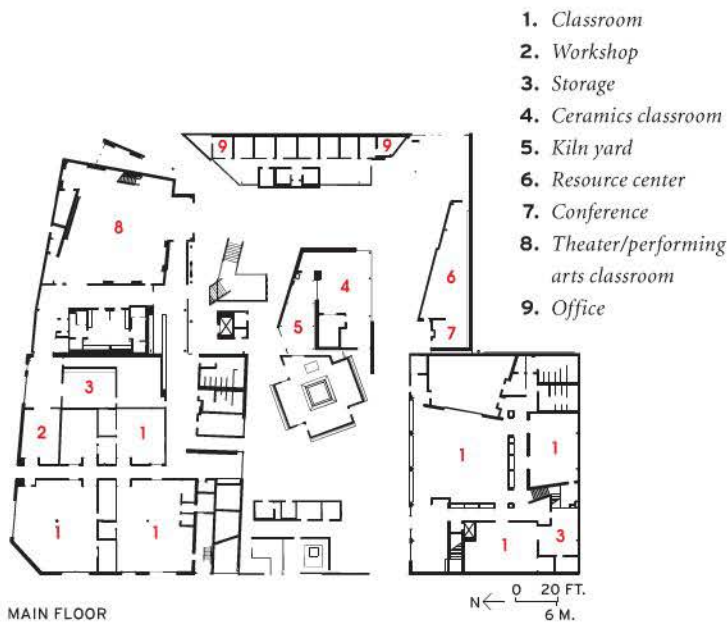 1. Classroom
2. Workshop
3. Storage
4. Ceramics classroom
5. Kiln yard
6. Resource center
7. Conference
8. Theater/performing
arts classroom
9. Office
9 9
8
6
4
5
7
3
2 1
1 1
1 1
1 3
MAIN FLOOR
N 0 20 FT.
6 M.